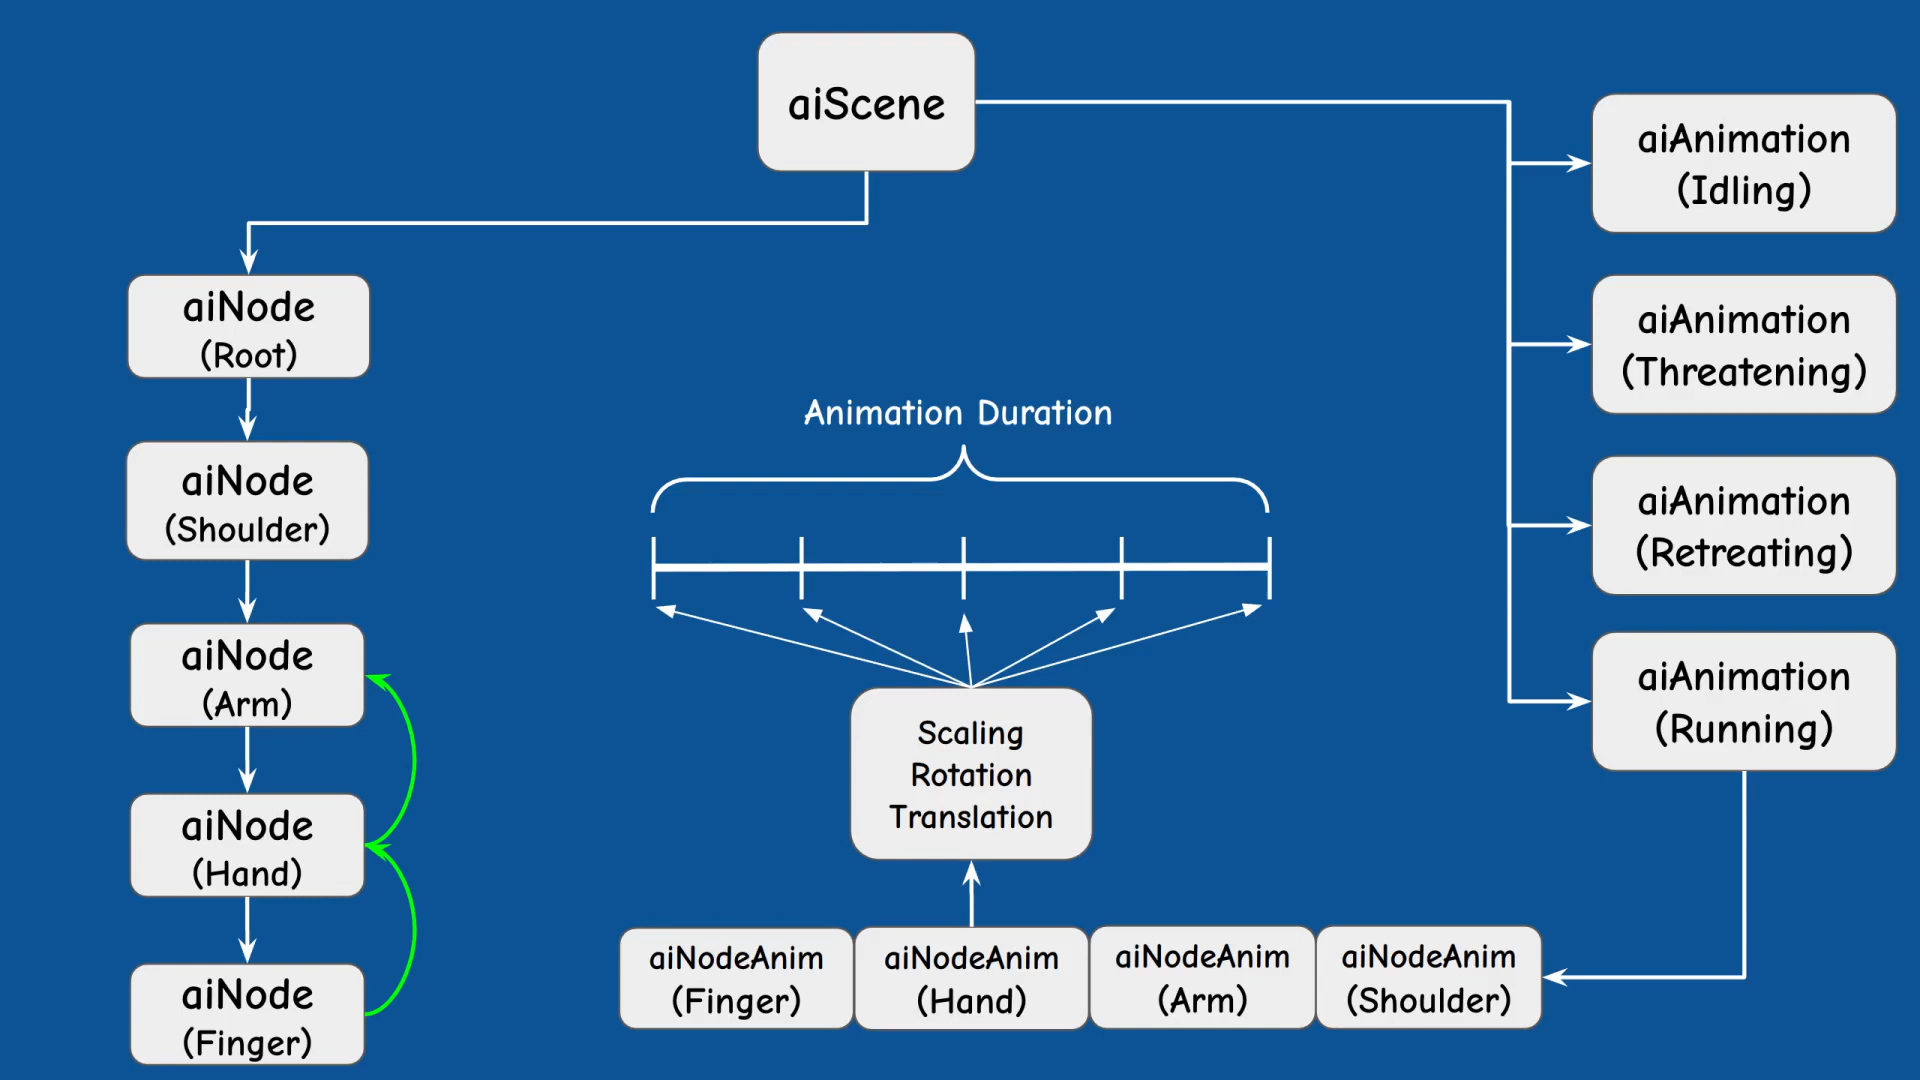 aiScene
aiAnimation
(Idling)
aiNode
(Root)
aiAnimation
(Threatening)
Animation Duration
aiNode
(Shoulder)
aiAnimation
(Retreating)
aiNode
(Arm)
aiAnimation
(Running)
Scaling
Rotation
Translation
aiNode
(Hand)
aiNode
(Finger)
aiNodeAnim
(Finger)
aiNodeAnim
(Hand)
aiNodeAnim
(Arm)
aiNodeAnim
(Shoulder)